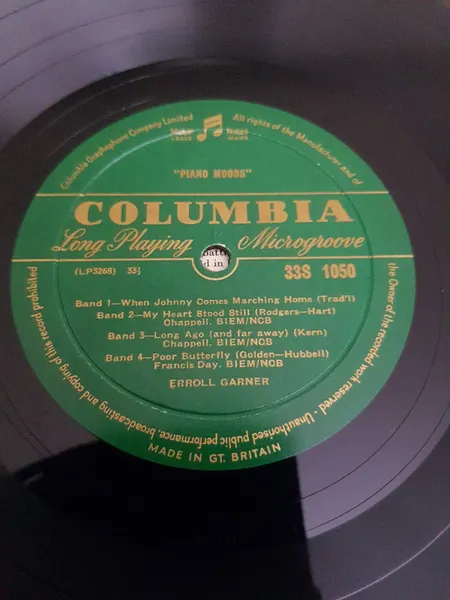 Columbia Graphophone Company Limited
All rights of the Manufacturer and of
the Owner of the recorded work reserved - Unauthorised public performance, broadcasting and copying of this record prohibited
Magic Notes
TRADE MARK
"PIANO MOODS"
COLUMBIA
Long Playing Microgroove
(LP3268) 33⅓
33S 1050
Band 1—When Johnny Comes Marching Home (Trad'l)
Band 2—My Heart Stood Still (Rodgers—Hart)
Chappell. BIEM/NCB
Band 3—Long Ago (and far away) (Kern)
Chappell. BIEM/NCB
Band 4—Poor Butterfly (Golden—Hubbell)
Francis Day. BIEM/NCB
ERROLL GARNER
MADE IN GT. BRITAIN